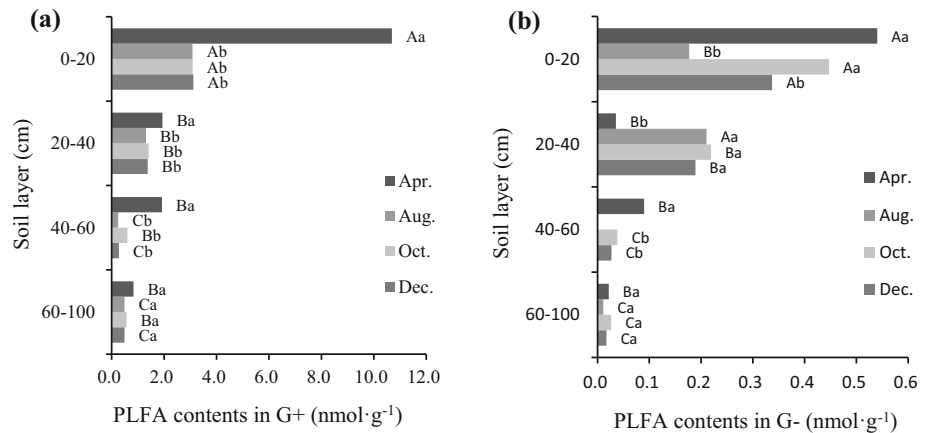 (a)
Soil layer (cm)
0-20
Aa
Ab
Ab
Ab
20-40
Ba
Bb
Bb
Bb
40-60
Ba
Cb
Bb
Cb
60-100
Ba
Ca
Ba
Ca
Apr.
Aug.
Oct.
Dec.
0.0 2.0 4.0 6.0 8.0 10.0 12.0
PLFA contents in G+ (nmol·g⁻¹)
(b)
Soil layer (cm)
0-20
Aa
Bb
Aa
Ab
20-40
Bb
Aa
Ba
Ba
40-60
Ba
Cb
Cb
60-100
Ba
Ca
Ca
Ca
Apr.
Aug.
Oct.
Dec.
0.0 0.1 0.2 0.3 0.4 0.5 0.6
PLFA contents in G- (nmol·g⁻¹)